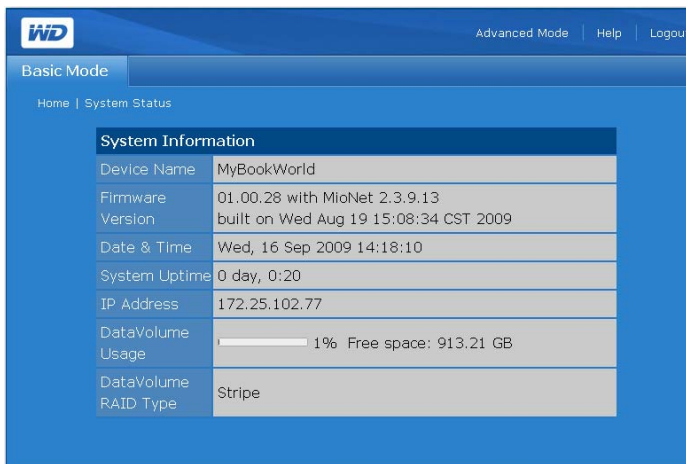 WD
Advanced Mode | Help | Logou
Basic Mode
Home | System Status
System Information
Device Name MyBookWorld
Firmware Version 01.00.28 with MioNet 2.3.9.13
built on Wed Aug 19 15:08:34 CST 2009
Date & Time Wed, 16 Sep 2009 14:18:10
System Uptime 0 day, 0:20
IP Address 172.25.102.77
DataVolume Usage 1% Free space: 913.21 GB
DataVolume RAID Type Stripe